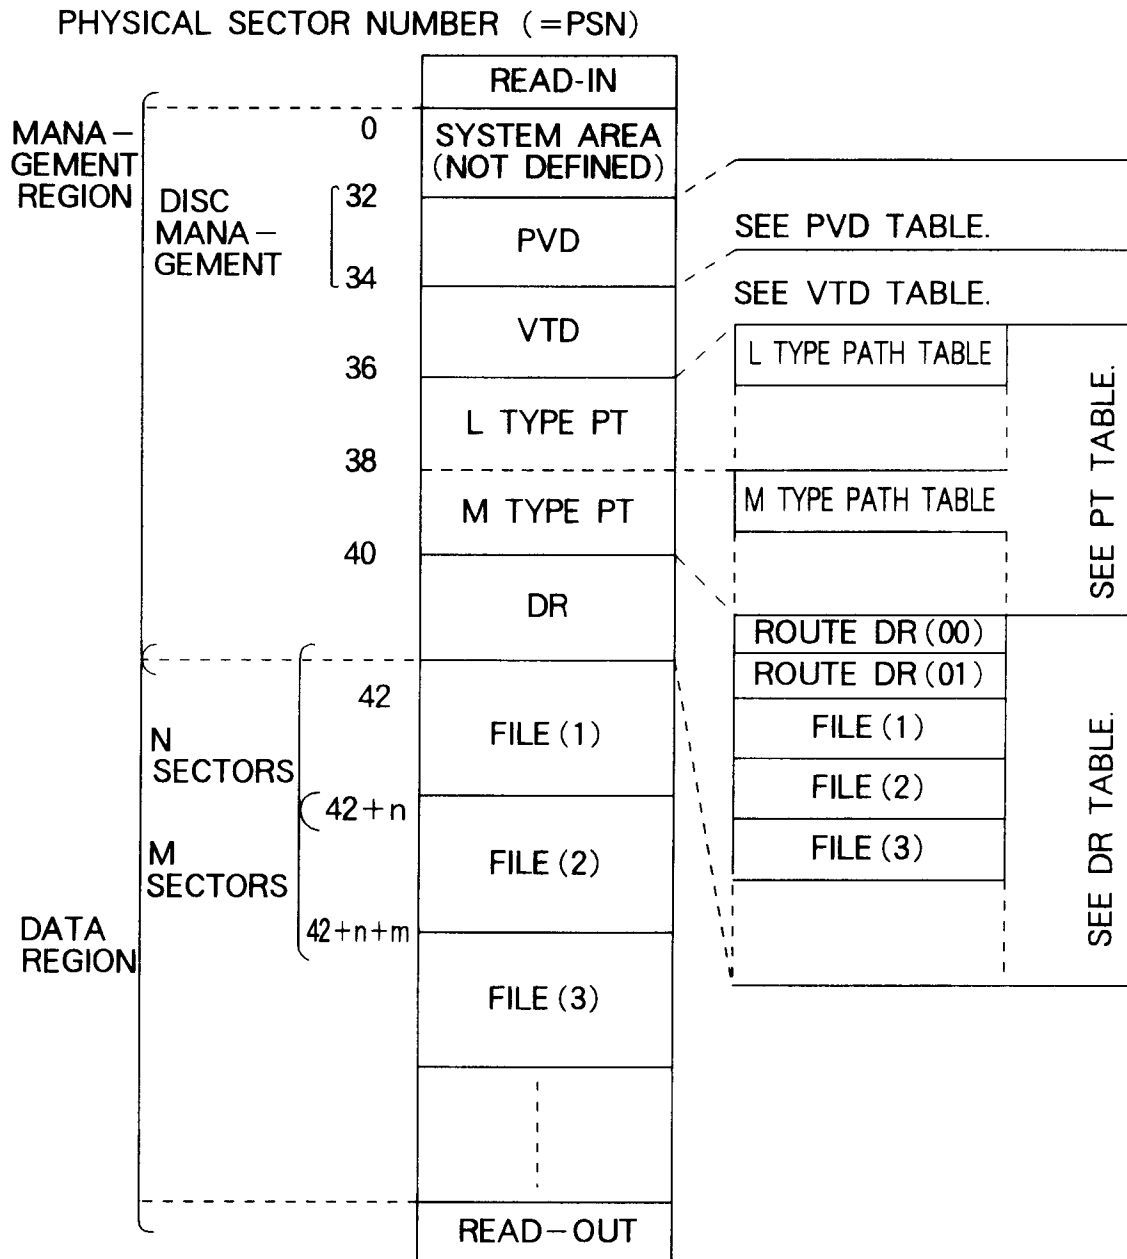 PHYSICAL SECTOR NUMBER (=PSN)
READ-IN
MANA-
GEMENT
REGION
0
SYSTEM AREA
(NOT DEFINED)
DISC
MANA-
GEMENT
32
PVD
SEE PVD TABLE.
34
VTD
SEE VTD TABLE.
36
L TYPE PT
L TYPE PATH TABLE
38
M TYPE PT
M TYPE PATH TABLE
SEE PT TABLE.
40
DR
ROUTE DR(00)
ROUTE DR(01)
FILE(1)
FILE(2)
FILE(3)
SEE DR TABLE.
42
N
SECTORS
FILE(1)
42+n
M
SECTORS
FILE(2)
42+n+m
DATA
REGION
FILE(3)
READ-OUT